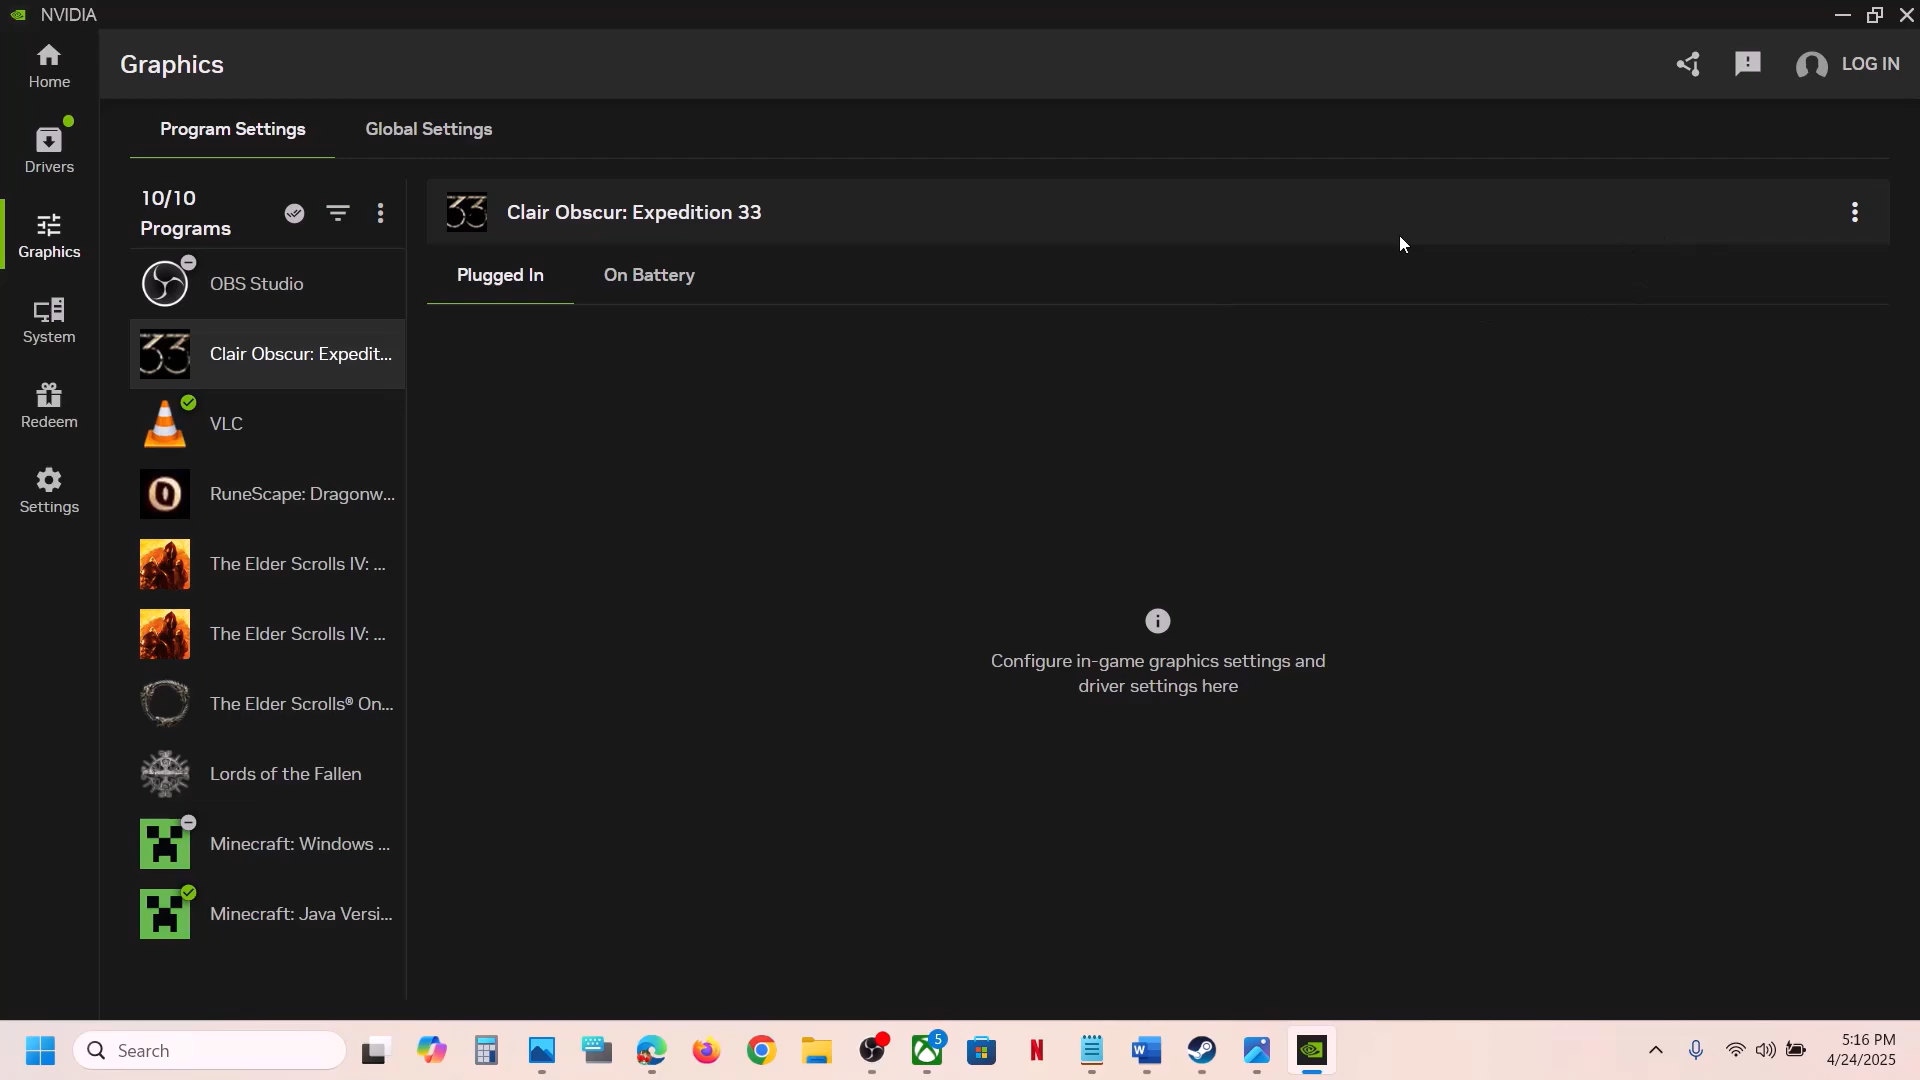 NVIDIA
Home
Drivers
Graphics
System
Redeem
Settings
Graphics
LOG IN
Program Settings
Global Settings
10/10
Programs
OBS Studio
Clair Obscur: Expedit...
VLC
RuneScape: Dragonw...
The Elder Scrolls IV: ...
The Elder Scrolls IV: ...
The Elder Scrolls® On...
Lords of the Fallen
Minecraft: Windows ...
Minecraft: Java Versi...
33
Clair Obscur: Expedition 33
Plugged In
On Battery
Configure in-game graphics settings and
driver settings here
Search
5
5:16 PM
4/24/2025